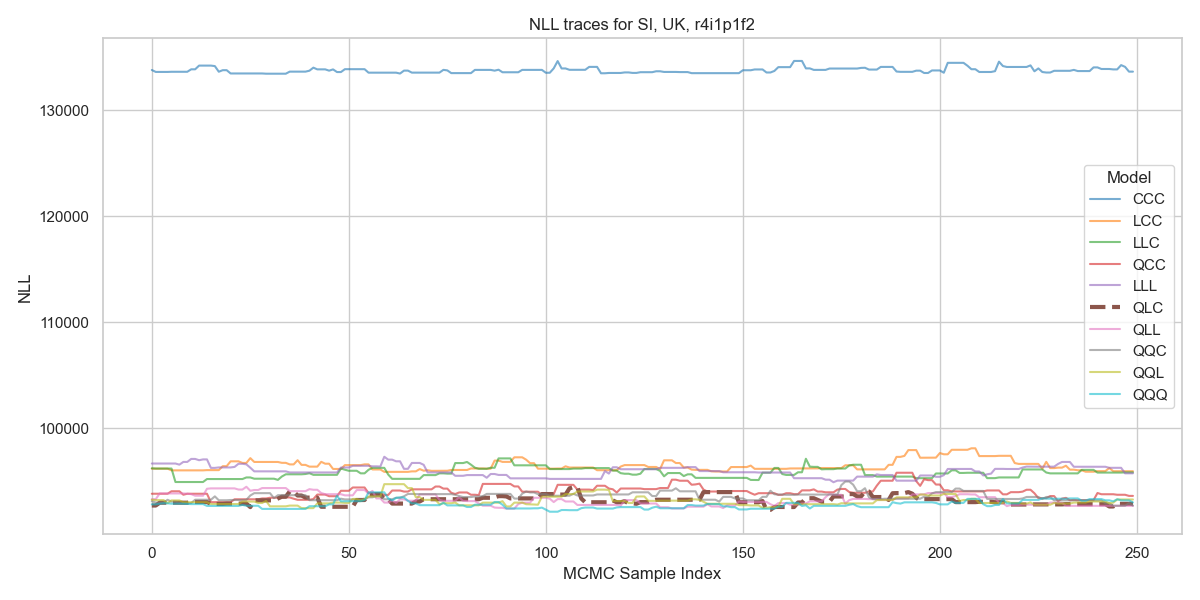 NLL traces for SI, UK, r4i1p1f2
NLL
130000
120000
110000
100000
0
50
100
150
200
250
MCMC Sample Index
Model
CCC
LCC
LLC
QCC
LLL
QLC
QLL
QQC
QQL
QQQ